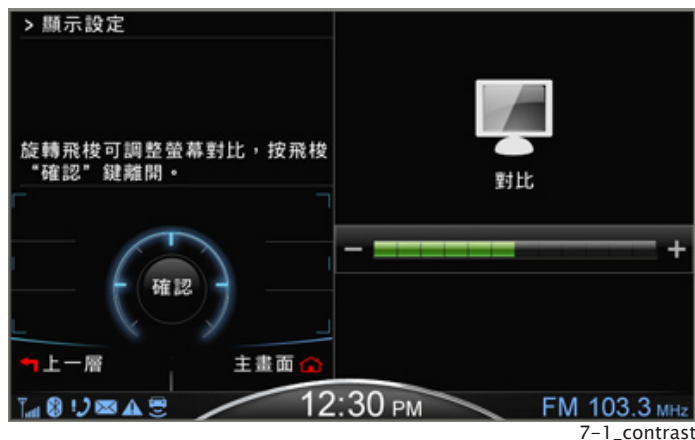 > 顯示設定
旋轉飛梭可調整螢幕對比，按飛梭
“確認”鍵離開。
對比
− +
確認
上一層 主畫面
12:30 PM FM 103.3 MHz
7-1_contrast